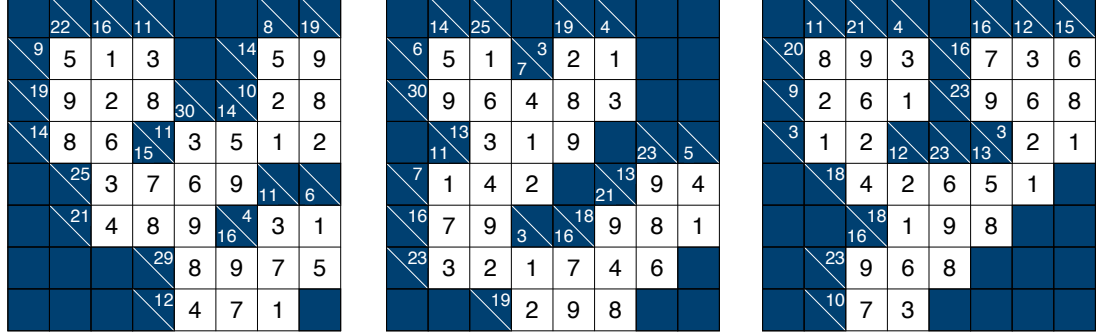 22 16 11 8 19
9 5 1 3 14 5 9
19 9 2 8 30 10 14 2 8
14 8 6 11 15 3 5 1 2
25 3 7 6 9 11 6
21 4 8 9 4 16 3 1
29 8 9 7 5
12 4 7 1
14 25 19 4
6 5 1 3 7 2 1
30 9 6 4 8 3
13 11 3 1 9 23 5
7 1 4 2 13 21 9 4
16 7 9 3 18 16 9 8 1
23 3 2 1 7 4 6
19 2 9 8
11 21 4 16 12 15
20 8 9 3 16 7 3 6
9 2 6 1 23 9 6 8
3 1 2 12 23 3 13 2 1
18 4 2 6 5 1
18 16 1 9 8
23 9 6 8
10 7 3